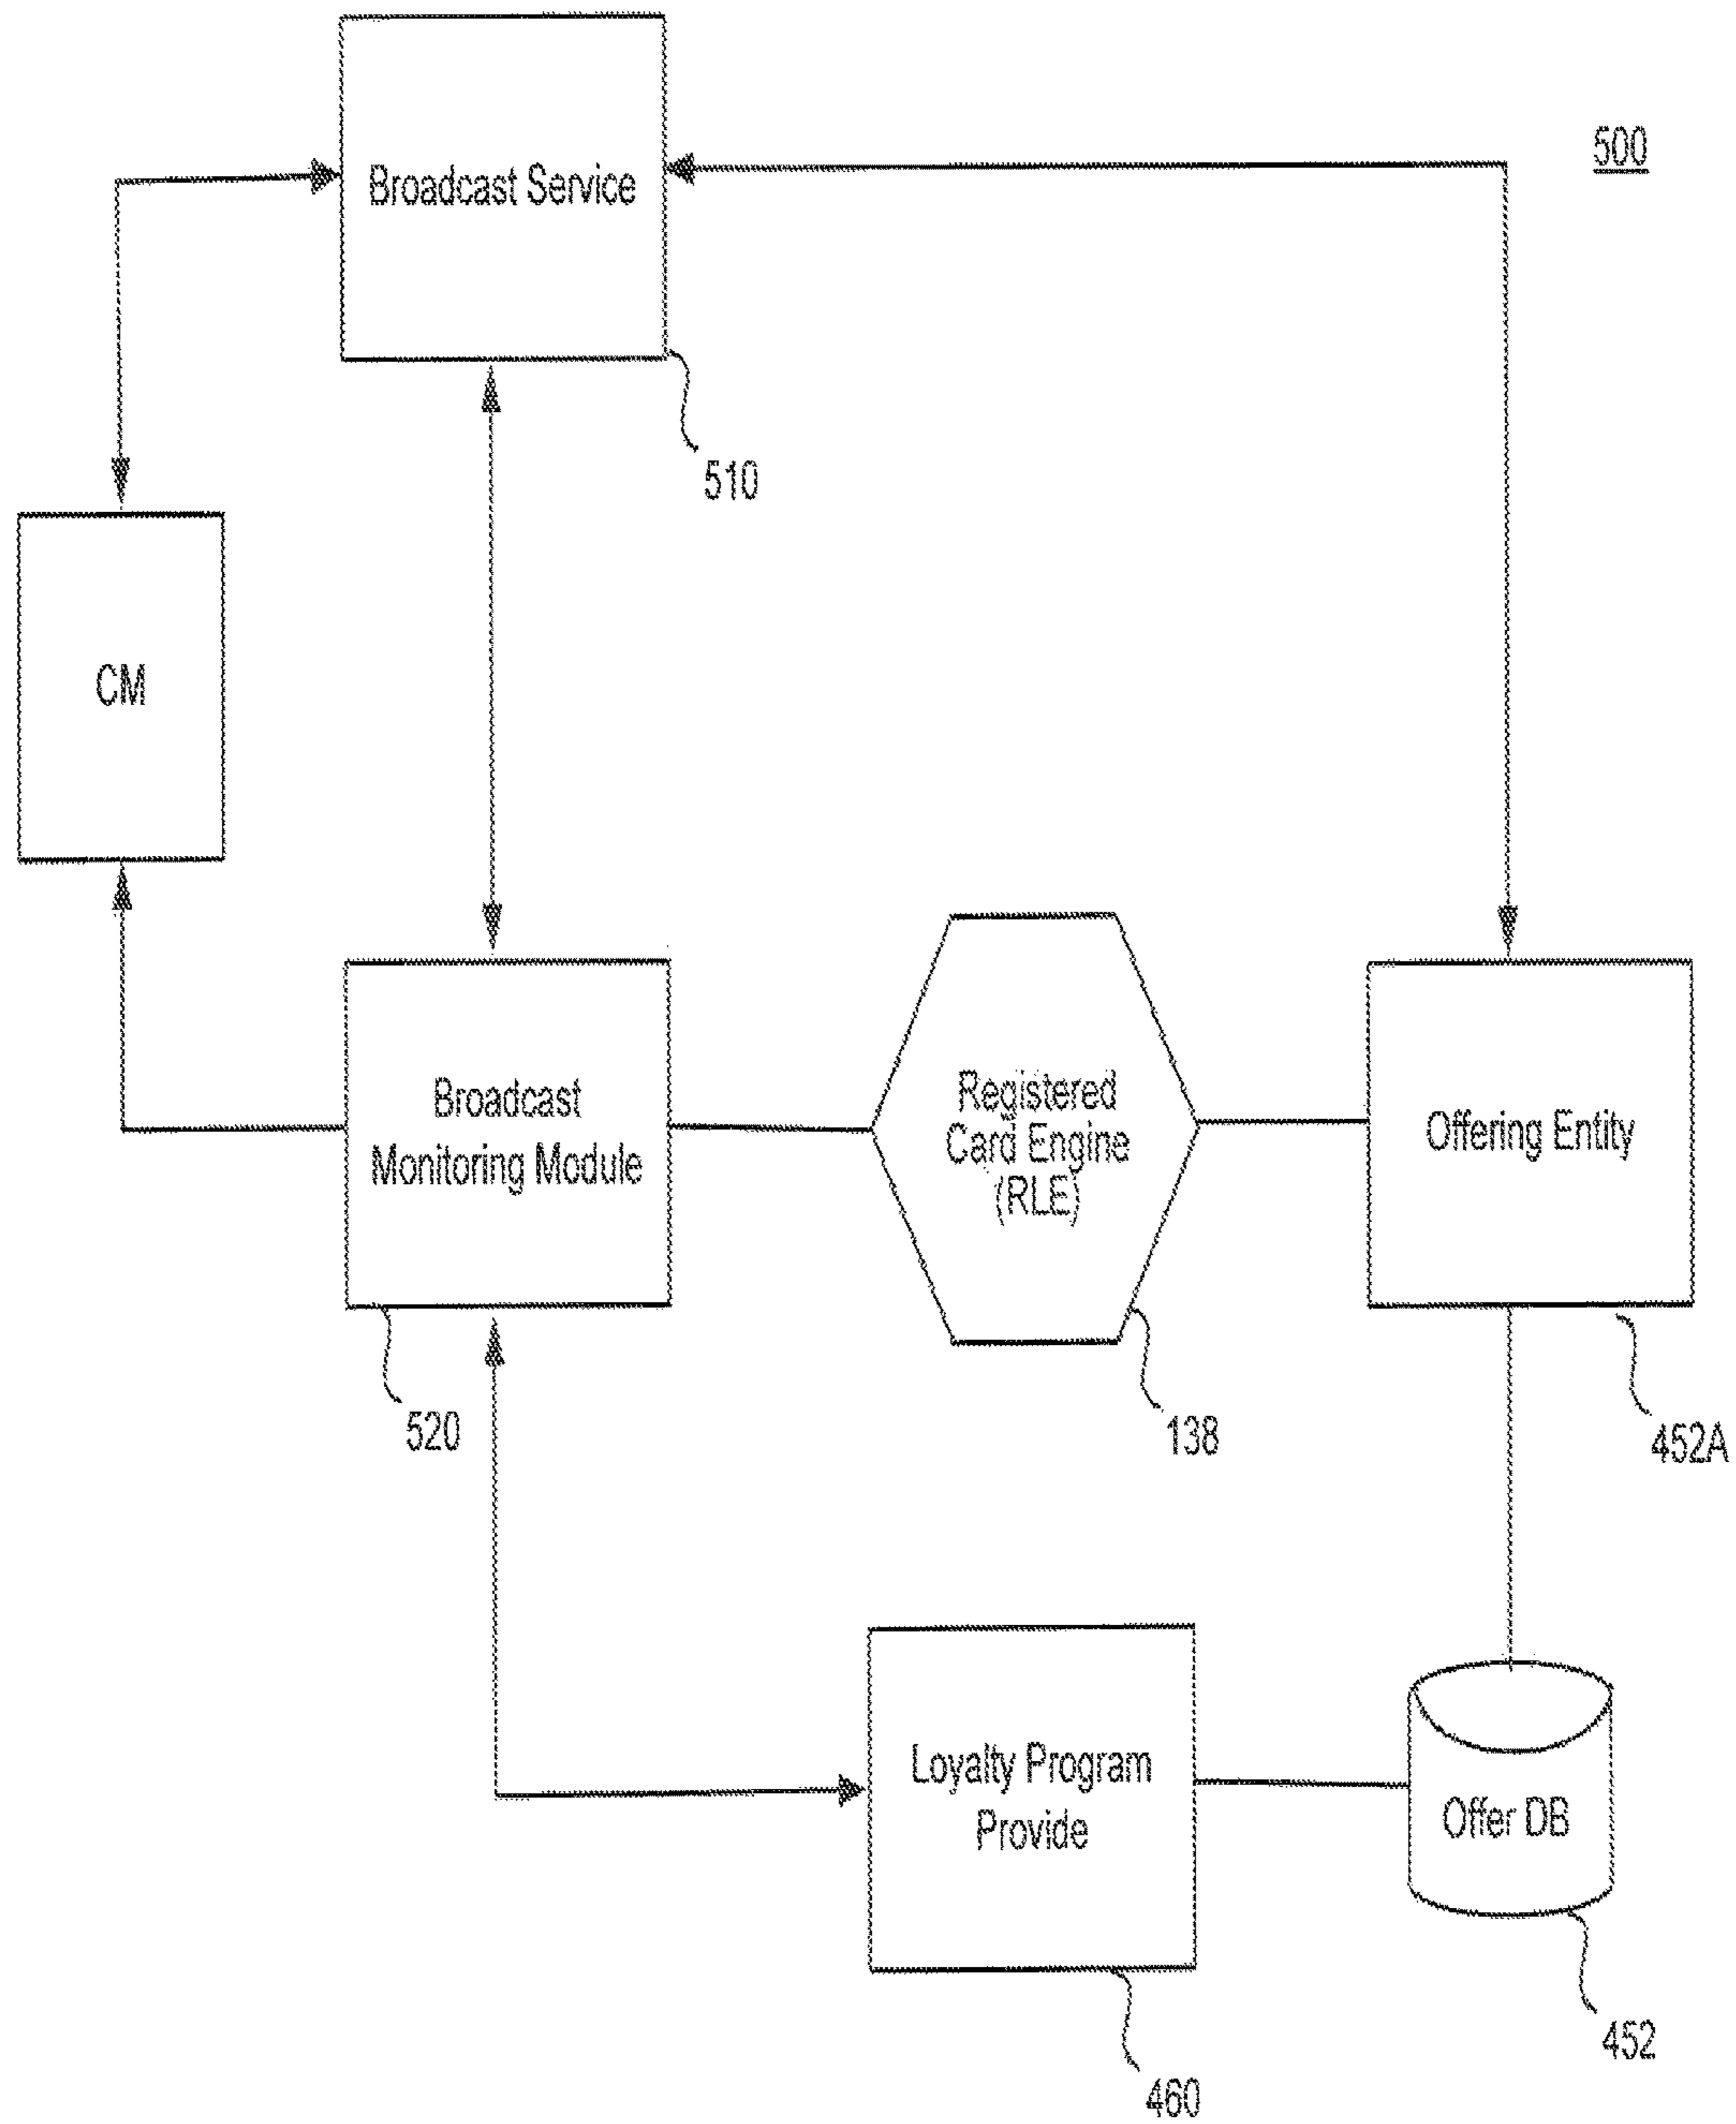 500
Broadcast Service
510
CM
Broadcast
Monitoring Module
520
Registered
Card Engine
(RLE)
138
Offering Entity
452A
Loyalty Program
Provide
460
Offer DB
452